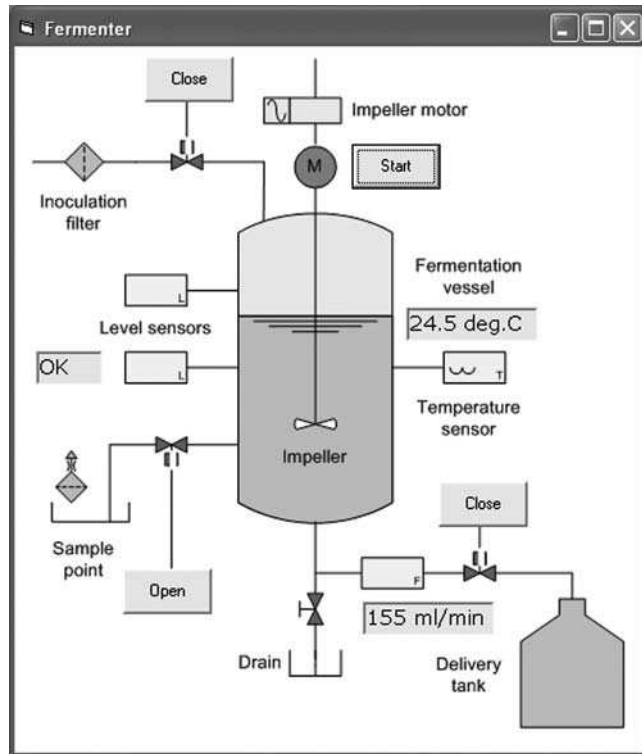 Fermenter
Close
Impeller motor
M
Start
Inoculation
filter
Fermentation
vessel
L
Level sensors
24.5 deg.C
OK
L
T
Temperature
sensor
Impeller
Close
Sample
point
Open
F
155 ml/min
Drain
Delivery
tank